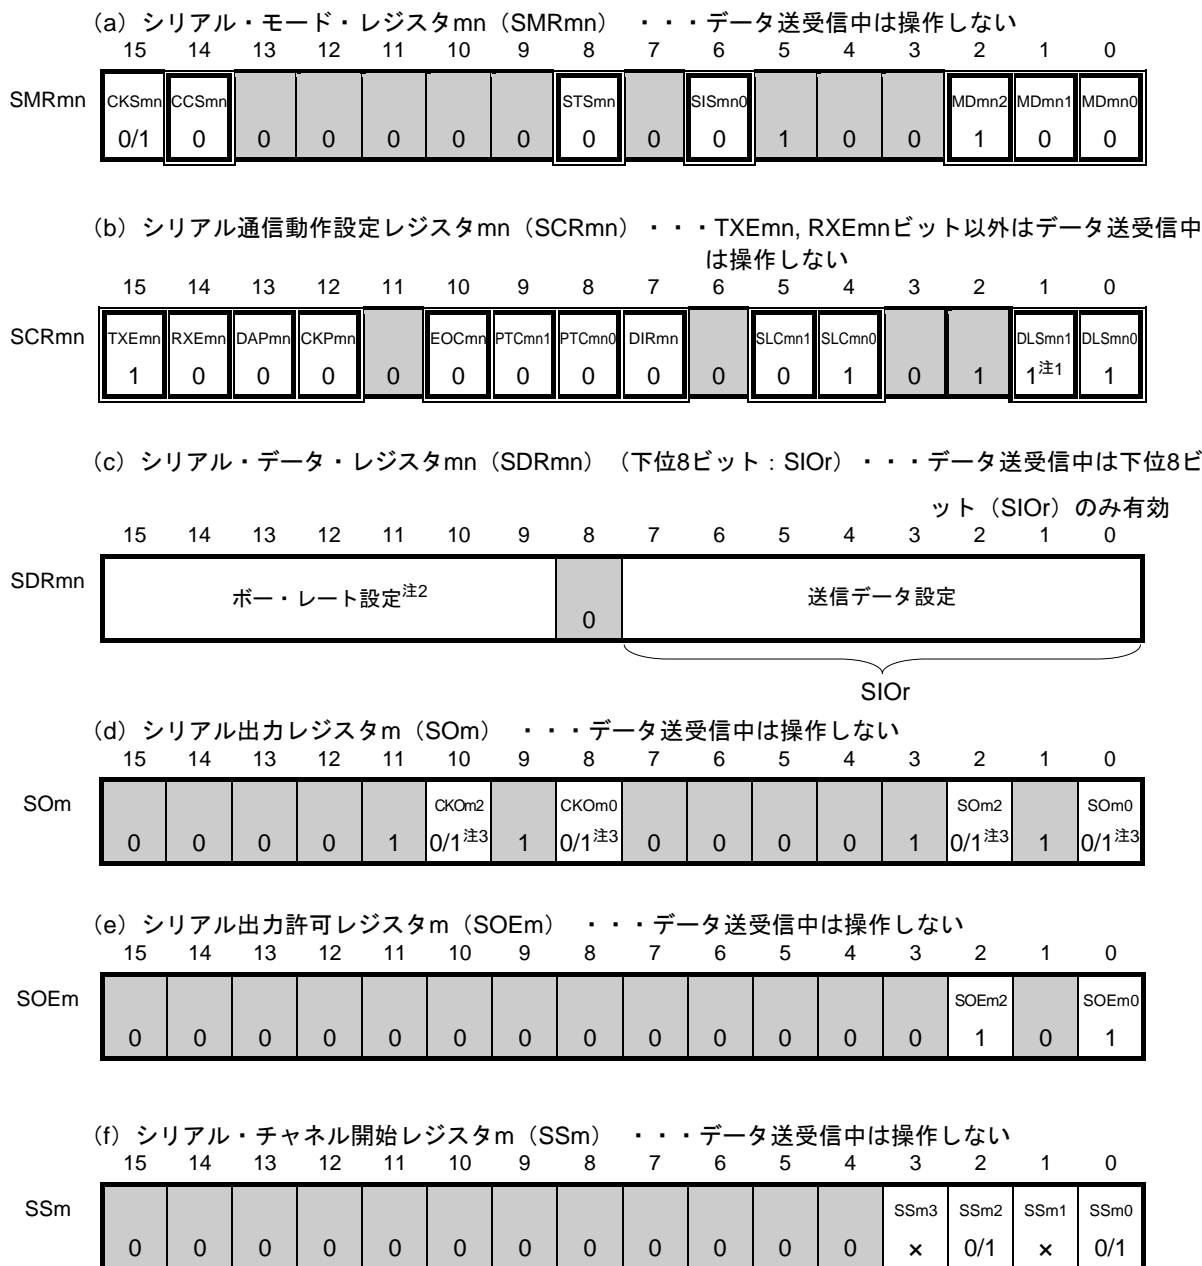 (a) シリアル・モード・レジスタmn（SMRmn） ・・・データ送受信中は操作しない
15 14 13 12 11 10 9 8 7 6 5 4 3 2 1 0
SMRmn CKSmn CCSmn STSmn SISmn0 MDmn2 MDmn1 MDmn0
0/1 0 0 0 0 0 0 0 0 0 1 0 0 1 0 0
(b) シリアル通信動作設定レジスタmn（SCRmn）・・・TXEmn, RXEmnビット以外はデータ送受信中
は操作しない
15 14 13 12 11 10 9 8 7 6 5 4 3 2 1 0
SCRmn TXEmn RXEmn DAPmn CKPmn EOCmn PTCmn1 PTCmn0 DIRmn SLCmn1 SLCmn0 DLSmn1 DLSmn0
1 0 0 0 0 0 0 0 0 0 0 1 0 1 1注1 1
(c) シリアル・データ・レジスタmn（SDRmn）（下位8ビット：SIOr）・・・データ送受信中は下位8ビ
ット（SIOr）のみ有効
15 14 13 12 11 10 9 8 7 6 5 4 3 2 1 0
SDRmn ボー・レート設定注2 0 送信データ設定
SIOr
(d) シリアル出力レジスタm（SOm） ・・・データ送受信中は操作しない
15 14 13 12 11 10 9 8 7 6 5 4 3 2 1 0
SOm CKOm2 CKOm0 SOm2 SOm0
0 0 0 0 1 0/1注3 1 0/1注3 0 0 0 0 1 0/1注3 1 0/1注3
(e) シリアル出力許可レジスタm（SOEm） ・・・データ送受信中は操作しない
15 14 13 12 11 10 9 8 7 6 5 4 3 2 1 0
SOEm SOEm2 SOEm0
0 0 0 0 0 0 0 0 0 0 0 0 0 1 0 1
(f) シリアル・チャネル開始レジスタm（SSm） ・・・データ送受信中は操作しない
15 14 13 12 11 10 9 8 7 6 5 4 3 2 1 0
SSm SSm3 SSm2 SSm1 SSm0
0 0 0 0 0 0 0 0 0 0 0 0 × 0/1 × 0/1